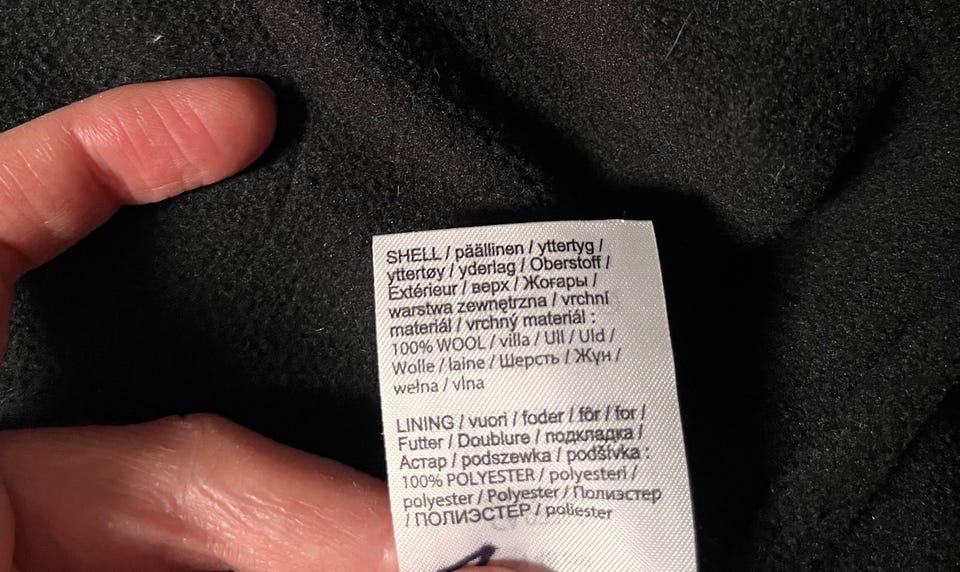 SHELL / päällinen / yttertyg /
yttertøy / yderlag / Oberstoff /
Extérieur / верх / Жоғары /
warstwa zewnętrzna / vrchní
materiál / vrchný materiál :
100% WOOL / villa / Ull / Uld /
Wolle / laine / Шерсть / Жүн /
wełna / vlna
LINING / vuori / foder / fôr / for /
Futter / Doublure / подкладка /
Астар / podszewka / podšívka :
100% POLYESTER / polyesteri /
polyester / Polyester / Полиэстер
/ ПОЛИЭСТЕР / poliester